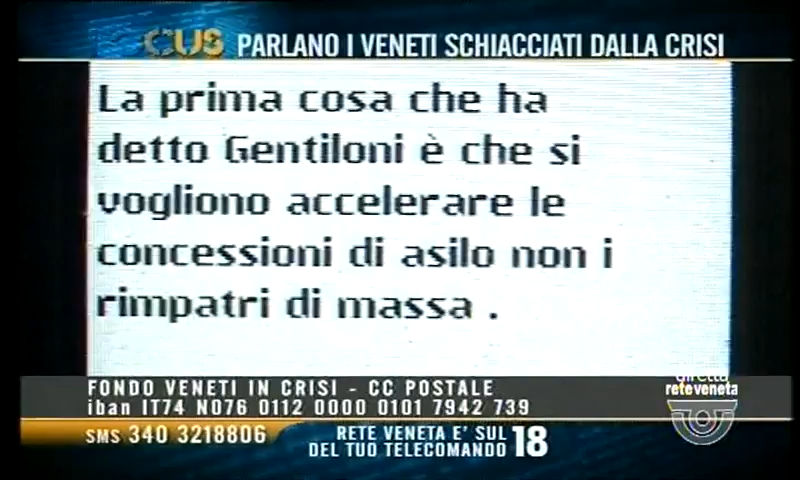 PARLANO I VENETI SCHIACCIATI DALLA CRISI
La prima cosa che ha
detto Gentiloni è che si
vogliono accelerare le
concessioni di asilo non i
rimpatri di massa .
diretta
reteveneta
FONDO VENETI IN CRISI - CC POSTALE
iban IT74 N076 0112 0000 0101 7942 739
SMS 340 3218806
RETE VENETA E' SUL
DEL TUO TELECOMANDO 18